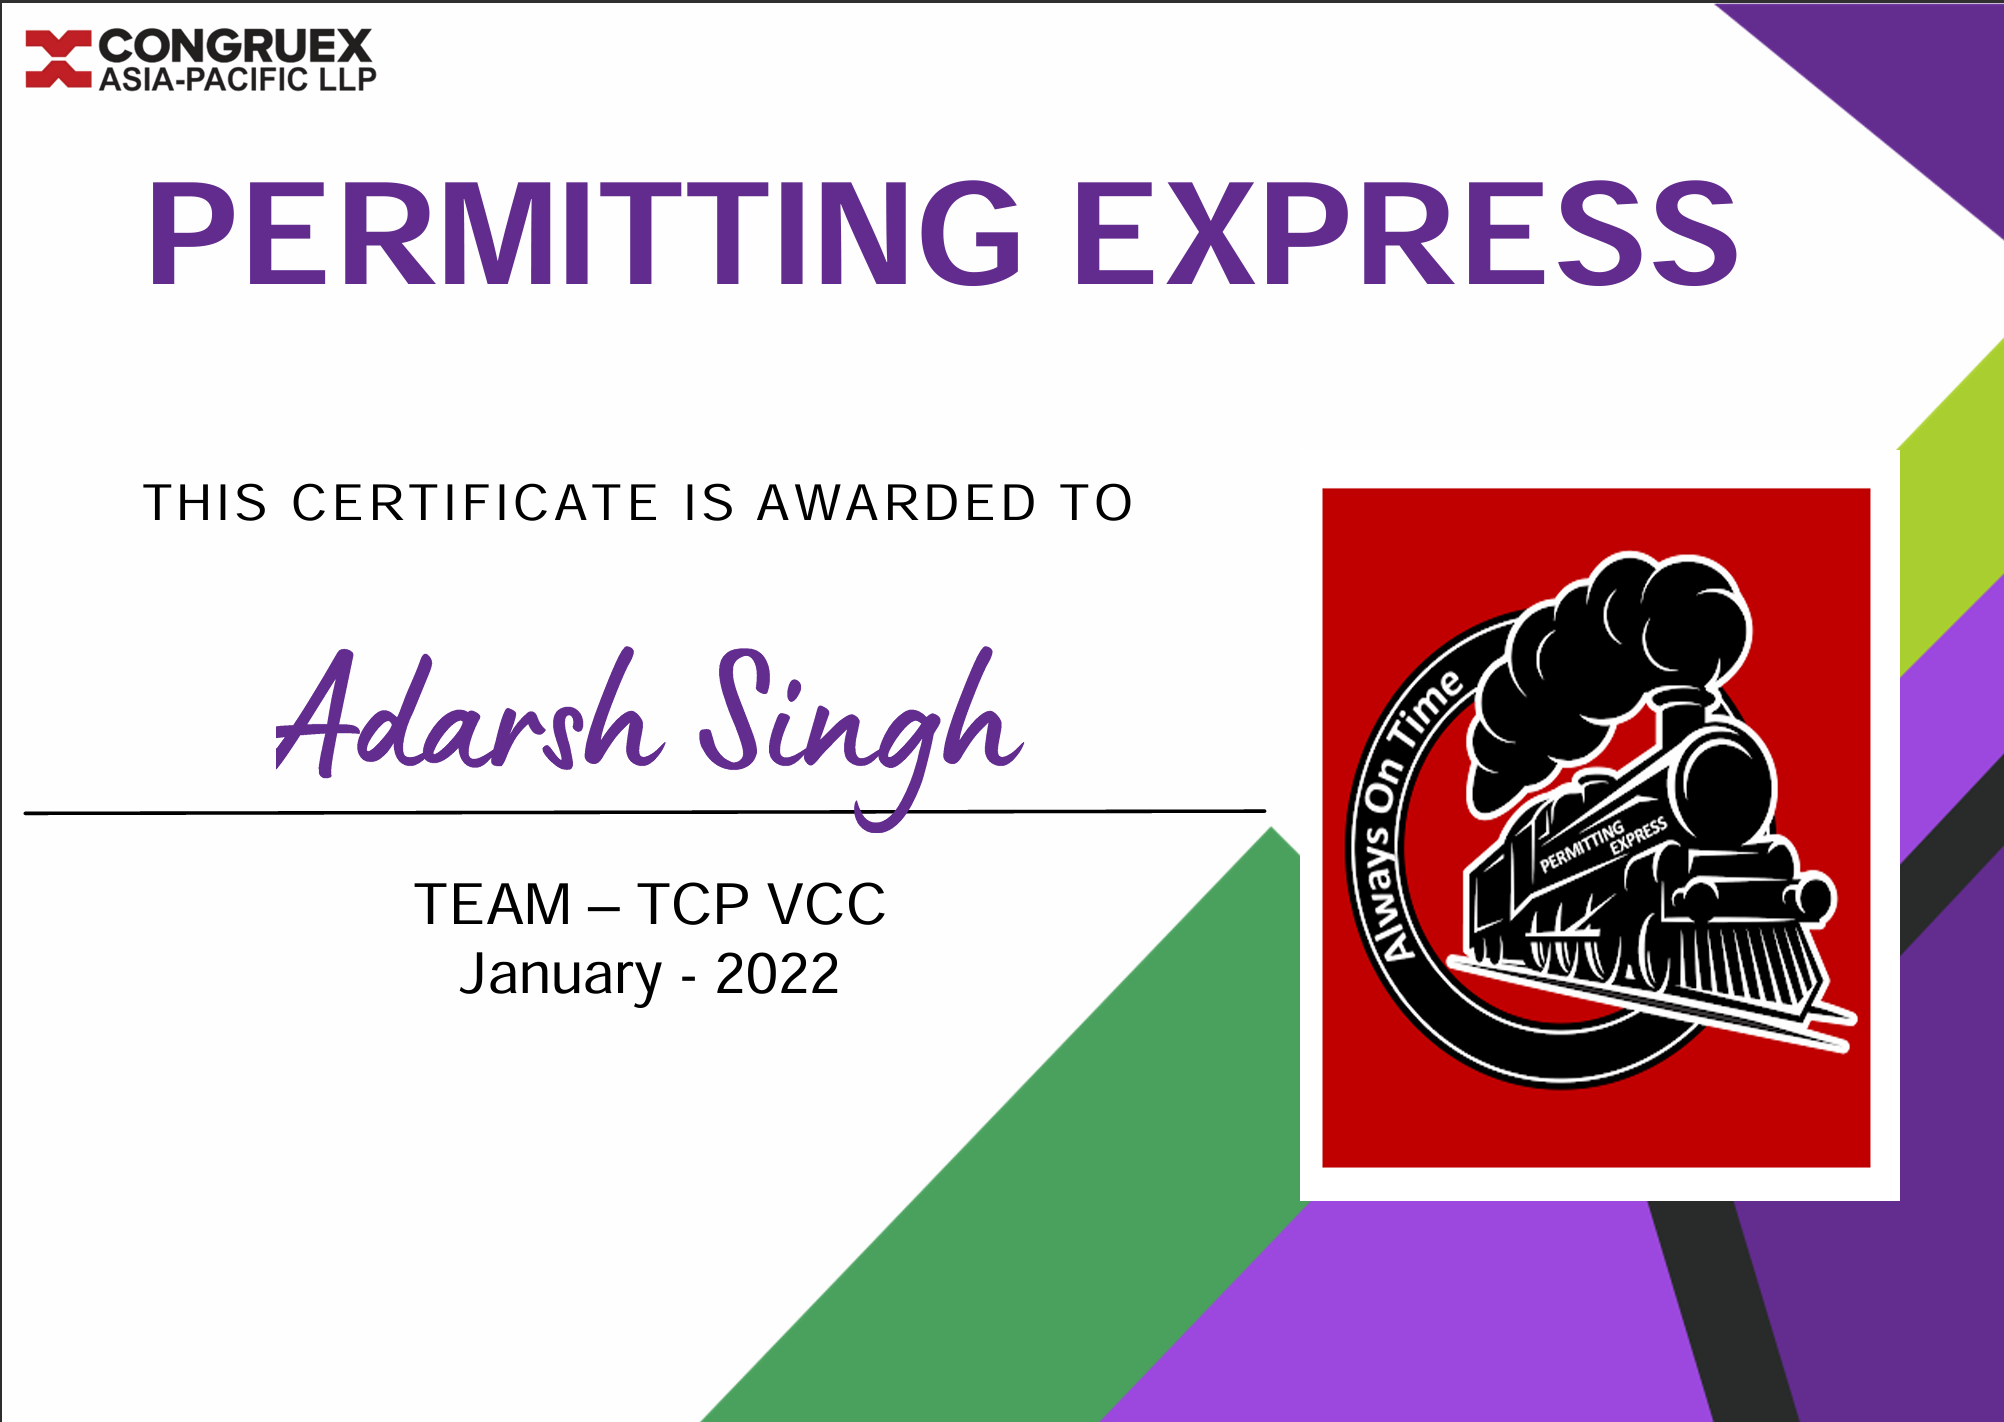 CONGRUEX
ASIA-PACIFIC LLP
PERMITTING EXPRESS
THIS CERTIFICATE IS AWARDED TO
Adarsh Singh
TEAM – TCP VCC
January - 2022
Always On Time
PERMITTING
EXPRESS